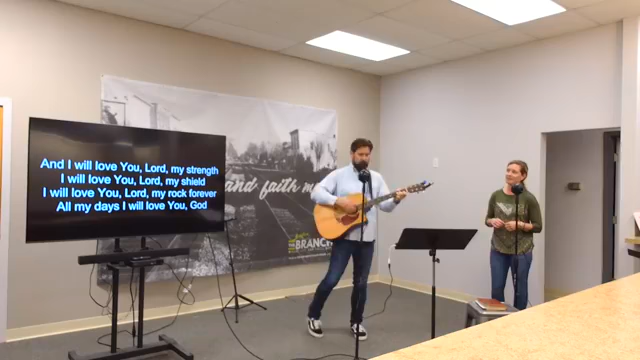 And I will love You, Lord, my strength
I will love You, Lord, my shield
I will love You, Lord, my rock forever
All my days I will love You, God
and faith
BRANCH